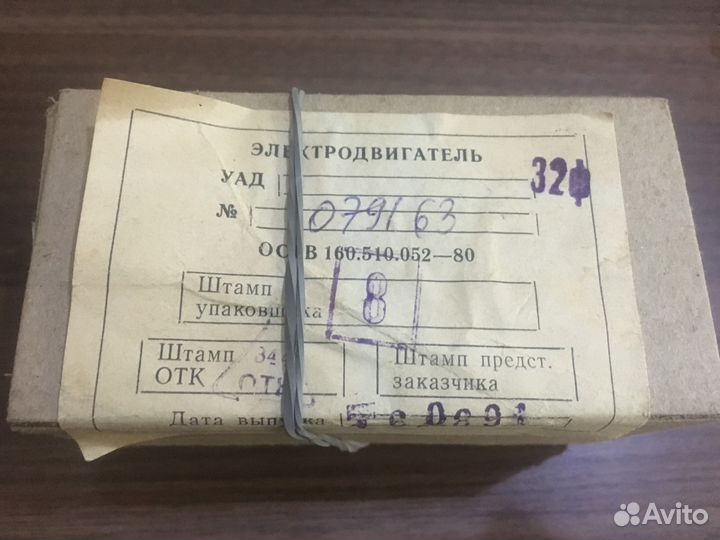 ЭЛЕКТРОДВИГАТЕЛЬ
УАД 32ф
№ 079163
ОСТВ 160.510.052—80
Штамп упаковщика 8
Штамп ОТК
Штамп предст. заказчика
Дата выпуска
Avito